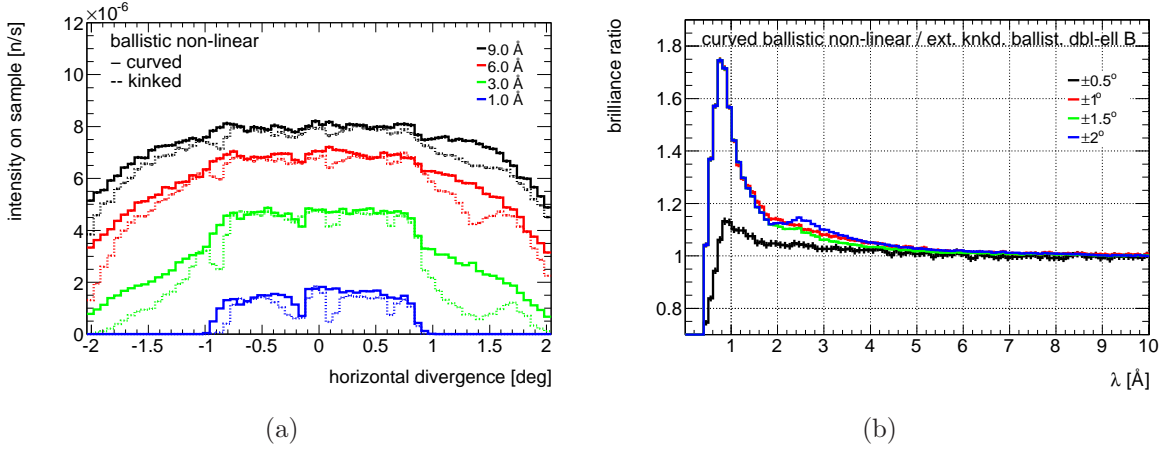 ×10⁻⁶
intensity on sample [n/s]
12
10
8
6
4
2
0
ballistic non-linear
– curved
-- kinked
9.0 Å
6.0 Å
3.0 Å
1.0 Å
-2 -1.5 -1 -0.5 0 0.5 1 1.5 2
horizontal divergence [deg]
(a)
brilliance ratio
1.8
1.6
1.4
1.2
1.0
0.8
curved ballistic non-linear / ext. knkd. ballist. dbl-ell B
±0.5°
±1°
±1.5°
±2°
1 2 3 4 5 6 7 8 9 10
λ [Å]
(b)